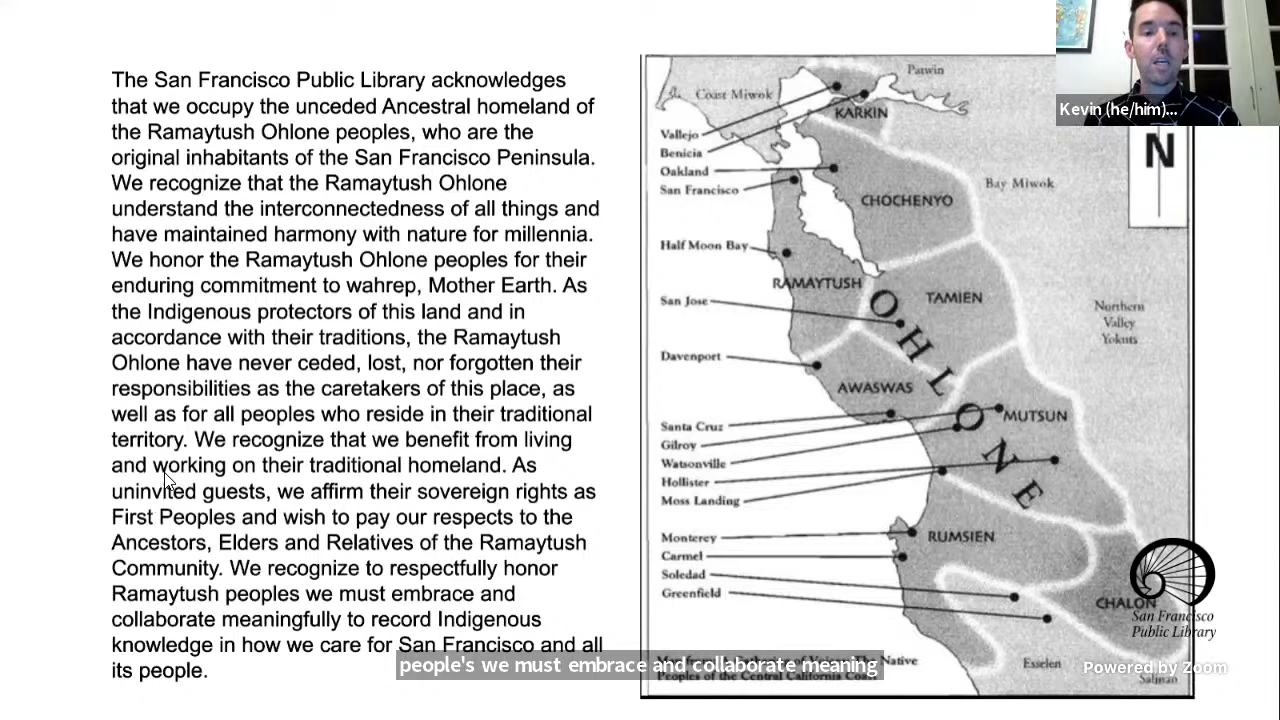 The San Francisco Public Library acknowledges
that we occupy the unceded Ancestral homeland of
the Ramaytush Ohlone peoples, who are the
original inhabitants of the San Francisco Peninsula.
We recognize that the Ramaytush Ohlone
understand the interconnectedness of all things and
have maintained harmony with nature for millennia.
We honor the Ramaytush Ohlone peoples for their
enduring commitment to wahrep, Mother Earth. As
the Indigenous protectors of this land and in
accordance with their traditions, the Ramaytush
Ohlone have never ceded, lost, nor forgotten their
responsibilities as the caretakers of this place, as
well as for all peoples who reside in their traditional
territory. We recognize that we benefit from living
and working on their traditional homeland. As
uninvited guests, we affirm their sovereign rights as
First Peoples and wish to pay our respects to the
Ancestors, Elders and Relatives of the Ramaytush
Community. We recognize to respectfully honor
Ramaytush peoples we must embrace and
collaborate meaningfully to record Indigenous
knowledge in how we care for San Francisco and all
its people.
Patwin
Coast Miwok
KARKIN
Vallejo
Benicia
Oakland
San Francisco
CHOCHENYO
Bay Miwok
N
Half Moon Bay
RAMAYTUSH
San Jose
TAMIEN
OHLONE
Northern
Valley
Yokuts
Davenport
AWASWAS
MUTSUN
Santa Cruz
Gilroy
Watsonville
Hollister
Moss Landing
Monterey
RUMSIEN
Carmel
Soledad
Greenfield
CHALON
Esselen
Salinan
Native
Peoples of the Central California Coast
Kevin (he/him)...
San Francisco
Public Library
people's we must embrace and collaborate meaning
Powered by Zoom